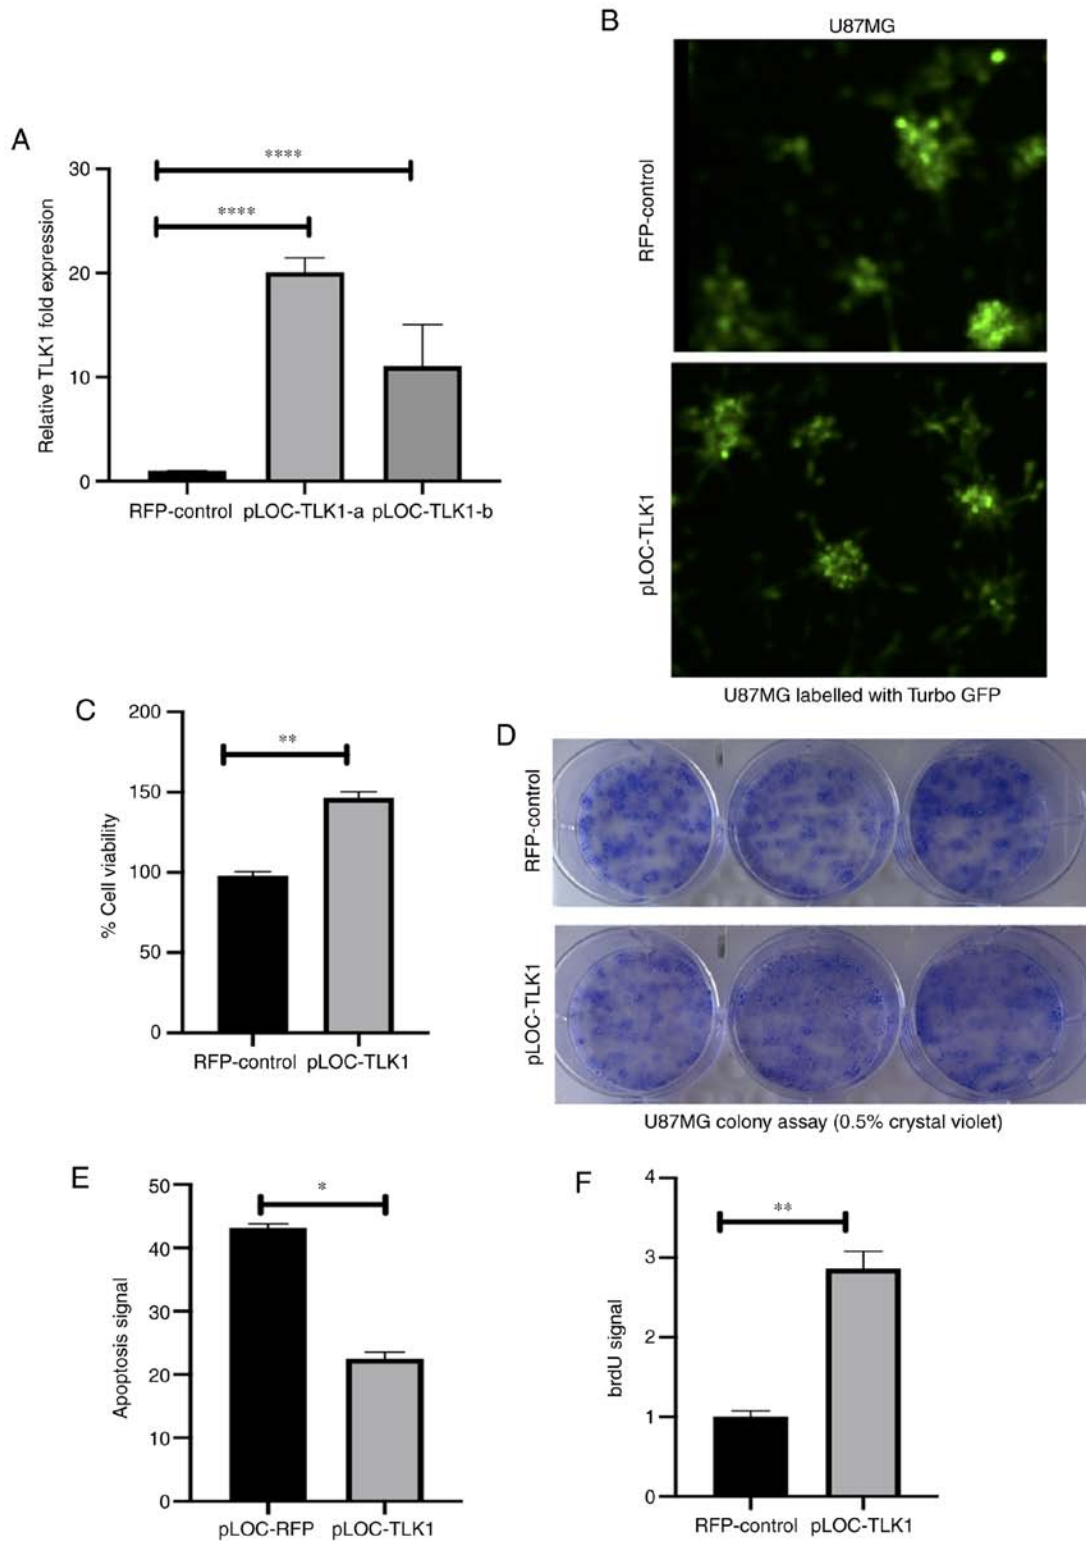 A
****
****
30
20
10
0
Relative TLK1 fold expression
RFP-control pLOC-TLK1-a pLOC-TLK1-b
B
U87MG
RFP-control
pLOC-TLK1
U87MG labelled with Turbo GFP
C
**
200
150
100
50
0
% Cell viability
RFP-control pLOC-TLK1
D
RFP-control
pLOC-TLK1
U87MG colony assay (0.5% crystal violet)
E
*
50
40
30
20
10
0
Apoptosis signal
pLOC-RFP pLOC-TLK1
F
**
4
3
2
1
0
brdU signal
RFP-control pLOC-TLK1